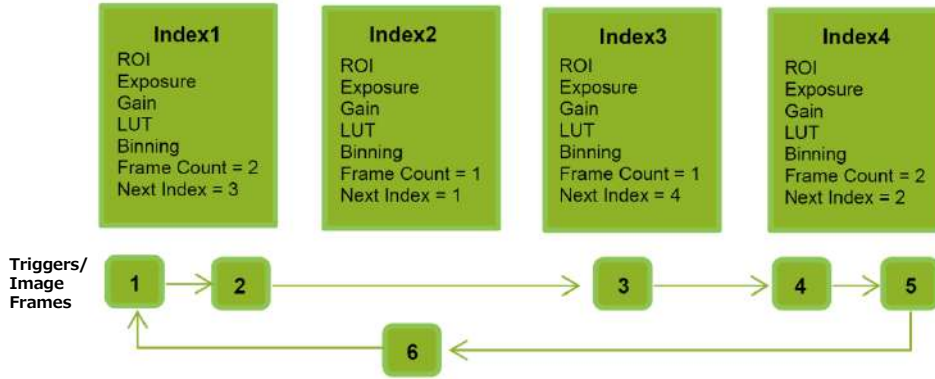 Index1
ROI
Exposure
Gain
LUT
Binning
Frame Count = 2
Next Index = 3
Index2
ROI
Exposure
Gain
LUT
Binning
Frame Count = 1
Next Index = 1
Index3
ROI
Exposure
Gain
LUT
Binning
Frame Count = 1
Next Index = 4
Index4
ROI
Exposure
Gain
LUT
Binning
Frame Count = 2
Next Index = 2
Triggers/
Image
Frames
1
2
3
4
5
6